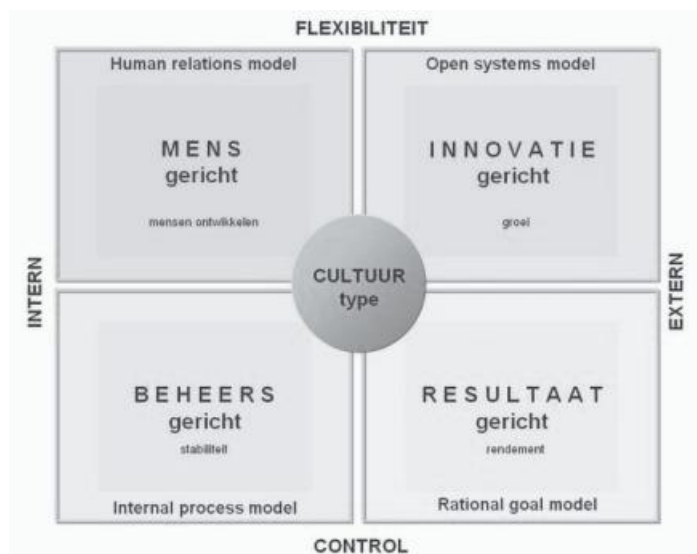 FLEXIBILITEIT
Human relations model
Open systems model
MENS
gericht
mensen ontwikkelen
INNOVATIE
gericht
groei
INTERN
CULTUUR
type
EXTERN
BEHEERS
gericht
stabiliteit
RESULTAAT
gericht
rendement
Internal process model
Rational goal model
CONTROL